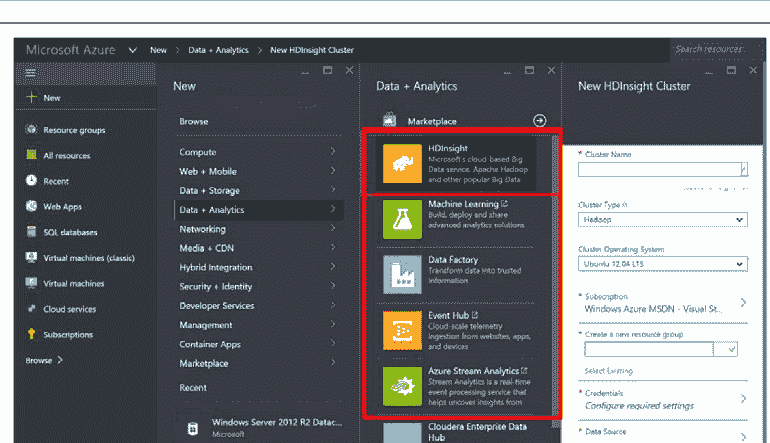 Microsoft Azure New > Data + Analytics > New HDInsight Cluster Search resources
New
Resource groups
All resources
Recent
Web Apps
SQL databases
Virtual machines (classic)
Virtual machines
Cloud services
Subscriptions
Browse >
New
Browse
Compute
Web + Mobile
Data + Storage
Data + Analytics
Networking
Media + CDN
Hybrid Integration
Security + Identity
Developer Services
Management
Container Apps
Marketplace
Recent
Windows Server 2012 R2 Datac...
Microsoft
Data + Analytics
Marketplace
HDInsight
Microsoft's cloud-based Big
Data service. Apache Hadoop
and other popular Big Data
Machine Learning
Build, deploy and share
advanced analytics solutions
Data Factory
Transform data into trusted
information
Event Hub
Cloud-scale telemetry
ingestion from websites, apps,
and devices
Azure Stream Analytics
Stream Analytics is a real-time
event processing service that
helps uncover insights from
Cloudera Enterprise Data
Hub
New HDInsight Cluster
* Cluster Name
Cluster Type
Hadoop
Cluster Operating System
Ubuntu 12.04 LTS
* Subscription
Windows Azure MSDN - Visual St...
* Create a new resource group
Select Existing
* Credentials
Configure required settings
* Data Source